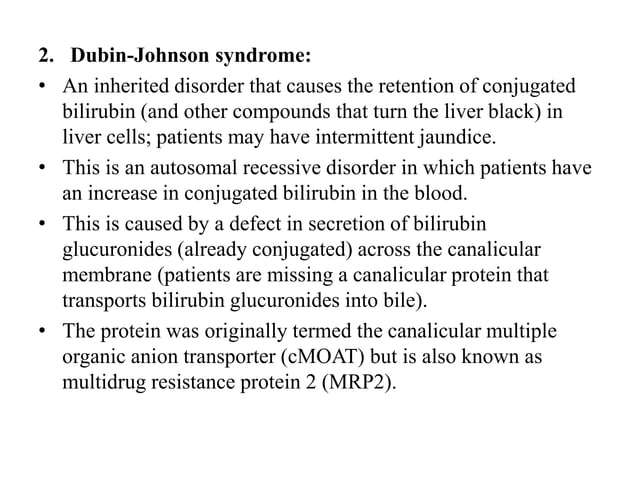 2. Dubin-Johnson syndrome:
• An inherited disorder that causes the retention of conjugated
bilirubin (and other compounds that turn the liver black) in
liver cells; patients may have intermittent jaundice.
• This is an autosomal recessive disorder in which patients have
an increase in conjugated bilirubin in the blood.
• This is caused by a defect in secretion of bilirubin
glucuronides (already conjugated) across the canalicular
membrane (patients are missing a canalicular protein that
transports bilirubin glucuronides into bile).
• The protein was originally termed the canalicular multiple
organic anion transporter (cMOAT) but is also known as
multidrug resistance protein 2 (MRP2).